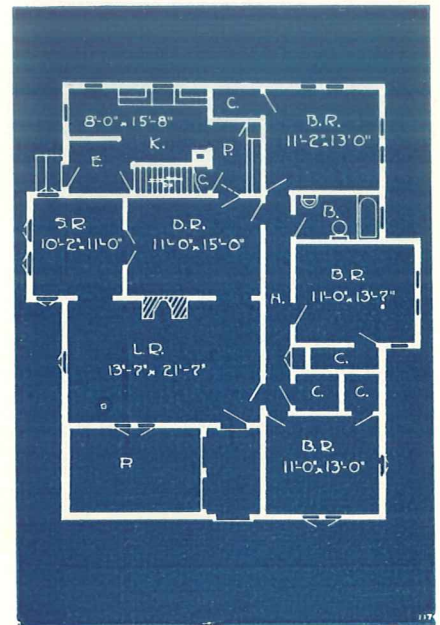 C.
8'-0" x 15'-8"
B.R.
11'-2" x 13'0"
K.
P.
E.
C.
S.R.
10'-2" x 11'-0"
D.R.
11'-0" x 15'-0"
B.
B.R.
11'-0" x 13'-7"
H.
L.R.
13'-7" x 21'-7"
C.
C.
C.
P.
B.R.
11'-0" x 13'-0"